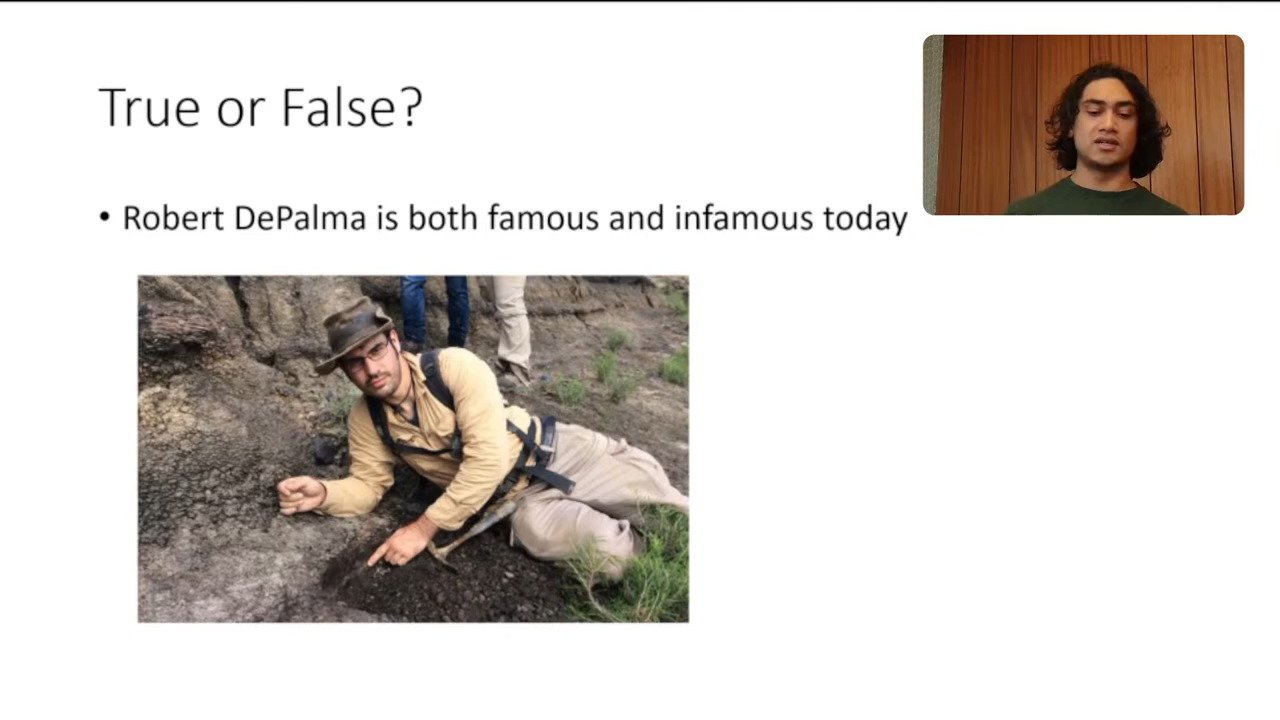 True or False?
• Robert DePalma is both famous and infamous today